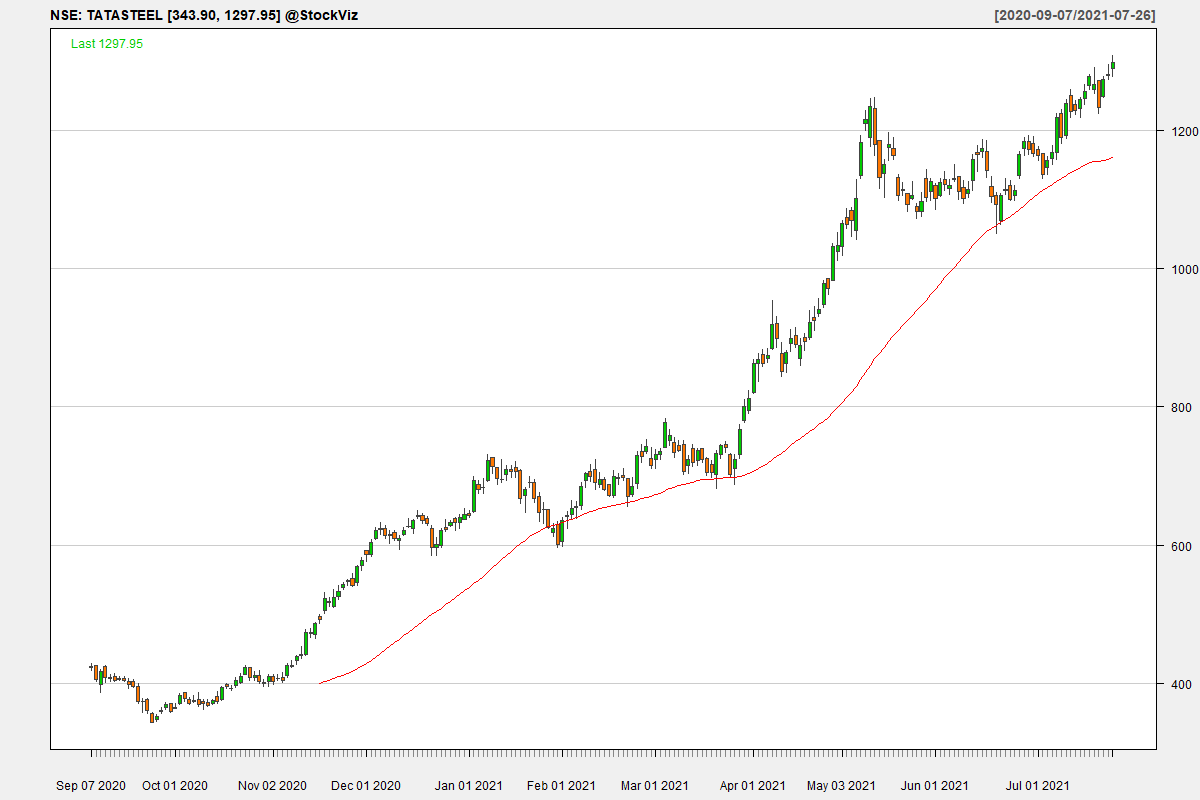 NSE: TATASTEEL [343.90, 1297.95] @StockViz [2020-09-07/2021-07-26]
Last 1297.95
1200
1000
800
600
400
Sep 07 2020 Oct 01 2020 Nov 02 2020 Dec 01 2020 Jan 01 2021 Feb 01 2021 Mar 01 2021 Apr 01 2021 May 03 2021 Jun 01 2021 Jul 01 2021